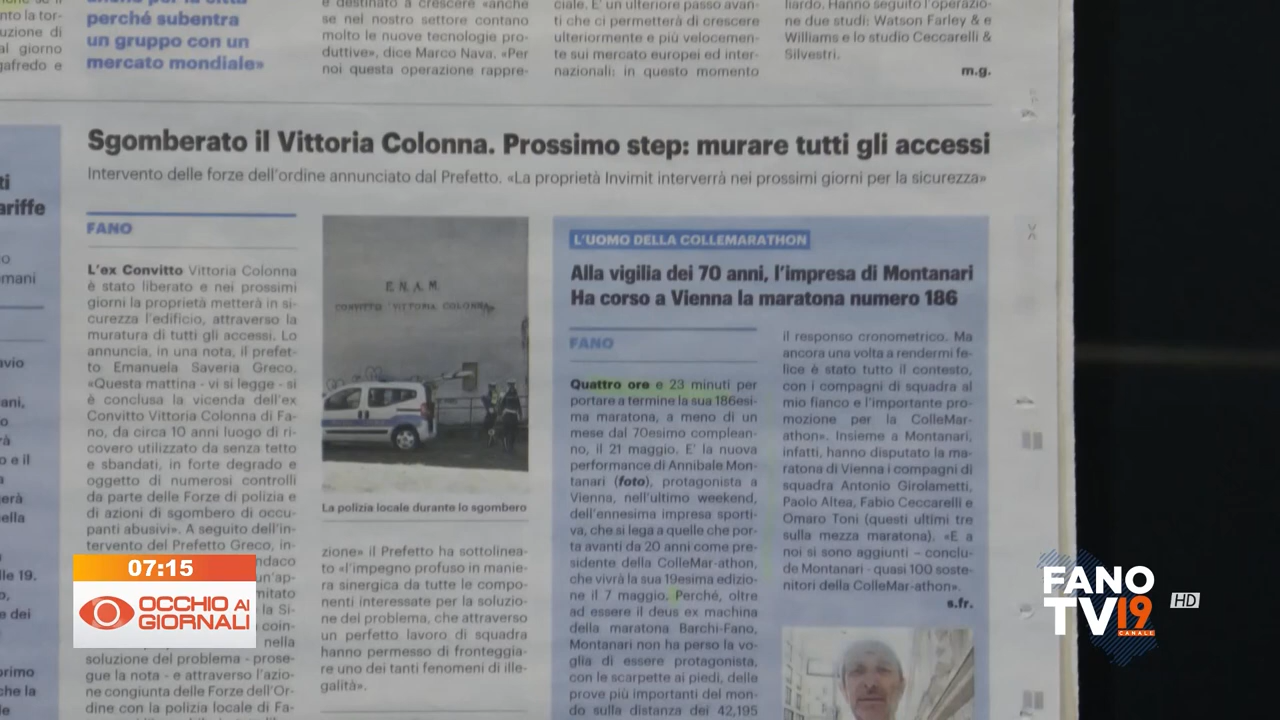 nto la tor-
uzione di
al giorno
gafredo e
perché subentra
un gruppo con un
mercato mondiale»
è destinato a crescere «anche
se nel nostro settore contano
molto le nuove tecnologie pro-
duttive», dice Marco Nava. «Per
noi questa operazione rappre-
ciale. E' un ulteriore passo avan-
ti che ci permetterà di crescere
ulteriormente e più velocemen-
te sui mercato europei ed inter-
nazionali: in questo momento
liardo. Hanno seguito l'operazio-
ne due studi: Watson Farley & e
Williams e lo studio Ceccarelli &
Silvestri.
m.g.
Sgomberato il Vittoria Colonna. Prossimo step: murare tutti gli accessi
Intervento delle forze dell'ordine annunciato dal Prefetto. «La proprietà Invimit interverrà nei prossimi giorni per la sicurezza»
FANO
L'ex Convitto Vittoria Colonna
è stato liberato e nei prossimi
giorni la proprietà metterà in si-
curezza l'edificio, attraverso la
muratura di tutti gli accessi. Lo
annuncia, in una nota, il prefet-
to Emanuela Saveria Greco.
«Questa mattina - vi si legge - si
è conclusa la vicenda dell'ex
Convitto Vittoria Colonna di Fa-
no, da circa 10 anni luogo di ri-
covero utilizzato da senza tetto
e sbandati, in forte degrado e
oggetto di numerosi controlli
da parte delle Forze di polizia e
di azioni di sgombero di occu-
panti abusivi». A seguito dell'in-
tervento del Prefetto Greco, in-
ndaco
un'ap-
nitato
la Si-
coin-
nella
soluzione del problema - prose-
gue la nota - e attraverso l'azio-
ne congiunta delle Forze dell'Or-
dine con la polizia locale di Fa-
E.N.A.M.
CONVITTO "VITTORIA COLONNA"
La polizia locale durante lo sgombero
zione» il Prefetto ha sottolinea-
to «l'impegno profuso in manie-
ra sinergica da tutte le compo-
nenti interessate per la soluzio-
ne del problema, che attraverso
un perfetto lavoro di squadra
hanno permesso di fronteggia-
re uno dei tanti fenomeni di ille-
galità».
L'UOMO DELLA COLLEMARATHON
Alla vigilia dei 70 anni, l'impresa di Montanari
Ha corso a Vienna la maratona numero 186
FANO
Quattro ore e 23 minuti per
portare a termine la sua 186esi-
ma maratona, a meno di un
mese dal 70esimo complean-
no, il 21 maggio. E' la nuova
performance di Annibale Mon-
tanari (foto), protagonista a
Vienna, nell'ultimo weekend,
dell'ennesima impresa sporti-
va, che si lega a quelle che por-
ta avanti da 20 anni come pre-
sidente della ColleMar-athon,
che vivrà la sua 19esima edizio-
ne il 7 maggio. Perché, oltre
ad essere il deus ex machina
della maratona Barchi-Fano,
Montanari non ha perso la vo-
glia di essere protagonista,
con le scarpette ai piedi, delle
prove più importanti del mon-
do sulla distanza dei 42,195
il responso cronometrico. Ma
ancora una volta a rendermi fe-
lice è stato tutto il contesto,
con i compagni di squadra al
mio fianco e l'importante pro-
mozione per la ColleMar-
athon». Insieme a Montanari,
infatti, hanno disputato la ma-
ratona di Vienna i compagni di
squadra Antonio Girolametti,
Paolo Altea, Fabio Ceccarelli e
Omaro Toni (questi ultimi tre
sulla mezza maratona). «E a
noi si sono aggiunti – conclu-
de Montanari - quasi 100 soste-
nitori della ColleMar-athon».
s.fr.
07:15
OCCHIO AI
GIORNALI
FANO
TV19
CANALE
HD